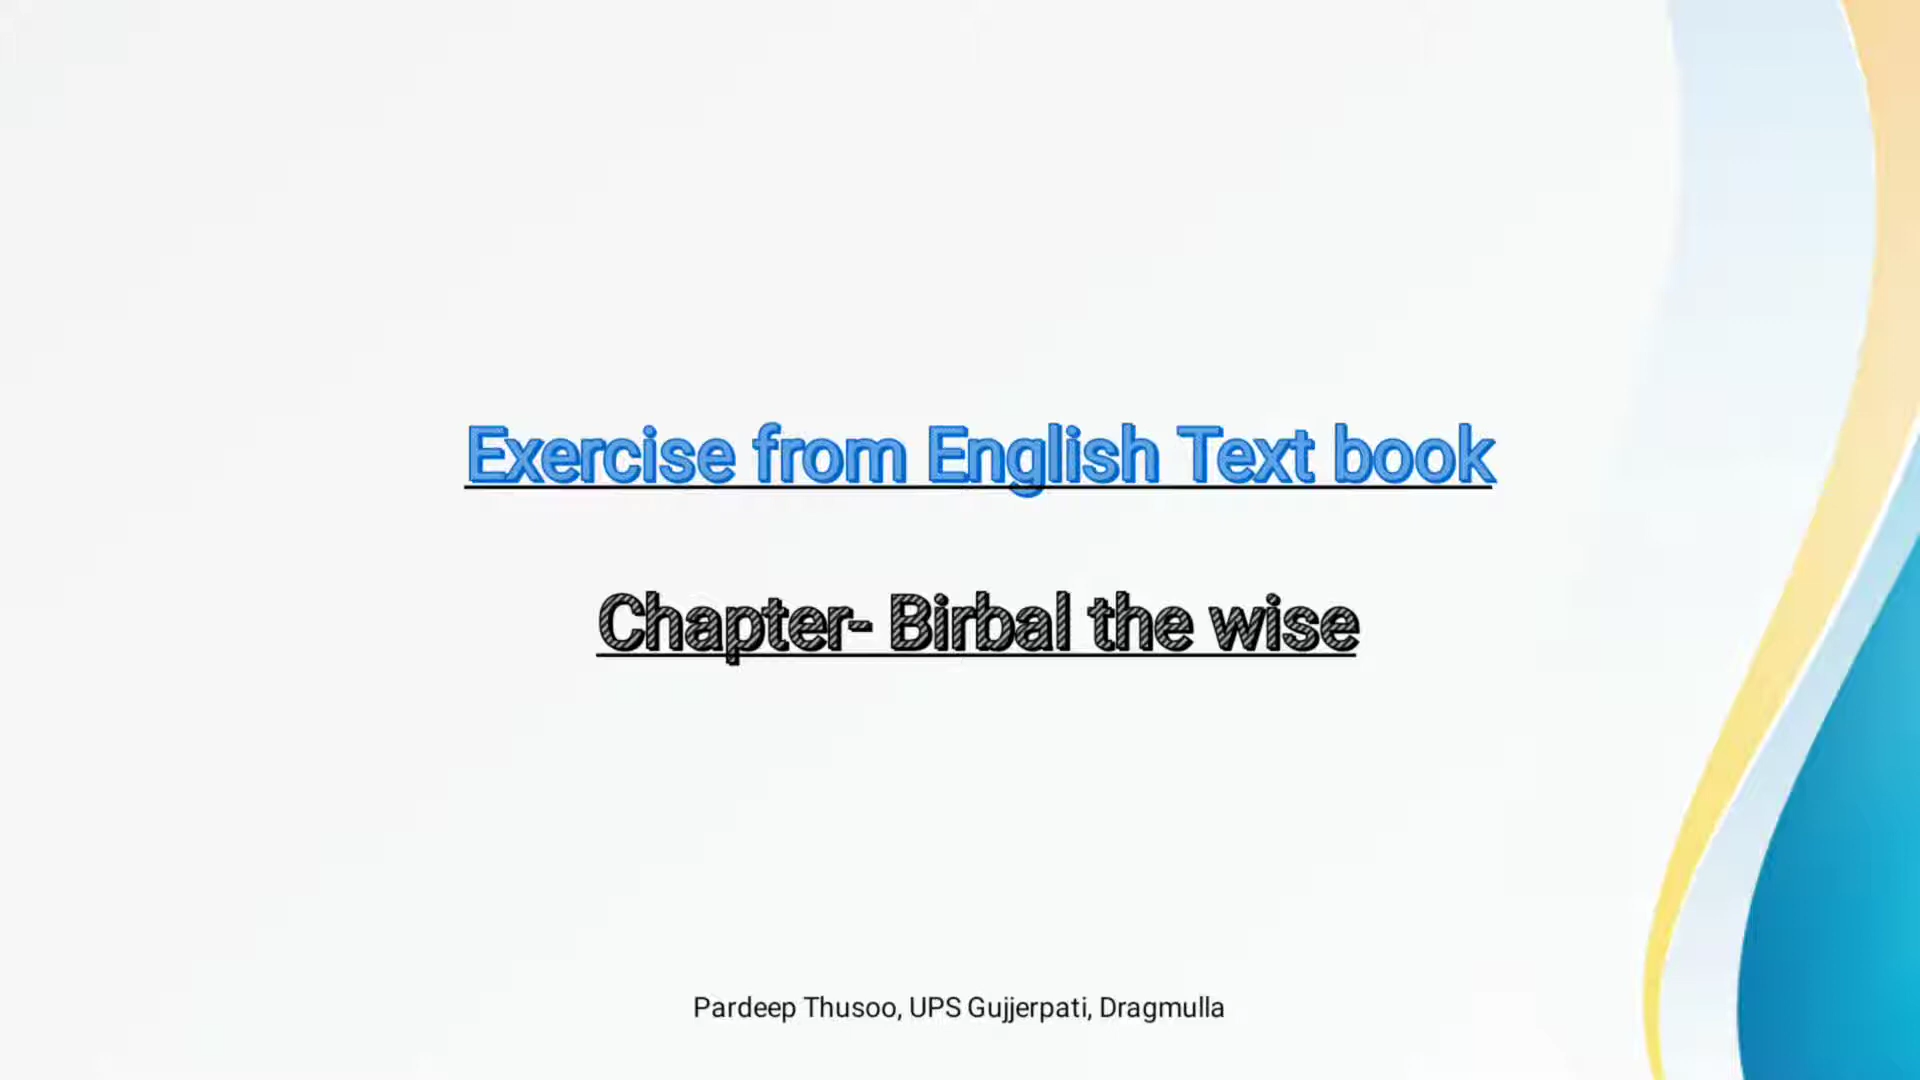 Exercise from English Text book
Chapter- Birbal the wise
Pardeep Thusoo, UPS Gujjerpati, Dragmulla